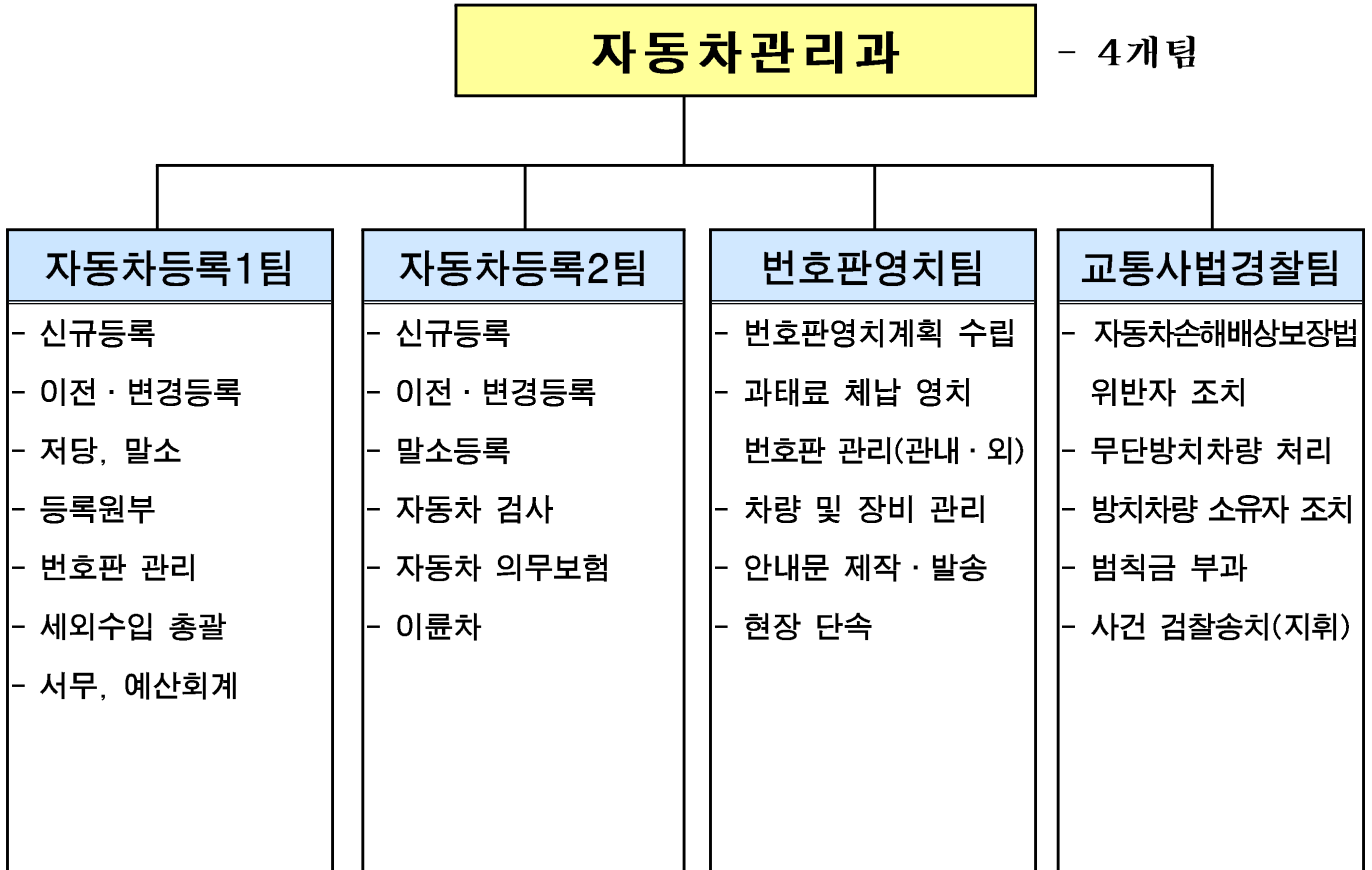 자동차관리과 - 4개팀
자동차등록1팀
- 신규등록
- 이전·변경등록
- 저당, 말소
- 등록원부
- 번호판 관리
- 세외수입 총괄
- 서무, 예산회계
자동차등록2팀
- 신규등록
- 이전·변경등록
- 말소등록
- 자동차 검사
- 자동차 의무보험
- 이륜차
번호판영치팀
- 번호판영치계획 수립
- 과태료 체납 영치
번호판 관리(관내·외)
- 차량 및 장비 관리
- 안내문 제작·발송
- 현장 단속
교통사법경찰팀
- 자동차손해배상보장법
위반자 조치
- 무단방치차량 처리
- 방치차량 소유자 조치
- 범칙금 부과
- 사건 검찰송치(지휘)